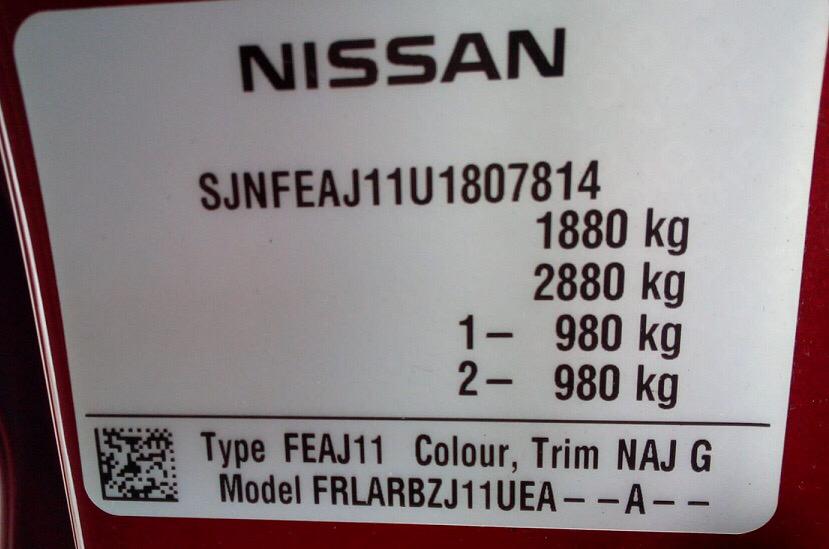 NISSAN
SJNFEAJ11U1807814
1880 kg
2880 kg
1– 980 kg
2– 980 kg
Type FEAJ11 Colour, Trim NAJ G
Model FRLARBZJ11UEA––A––